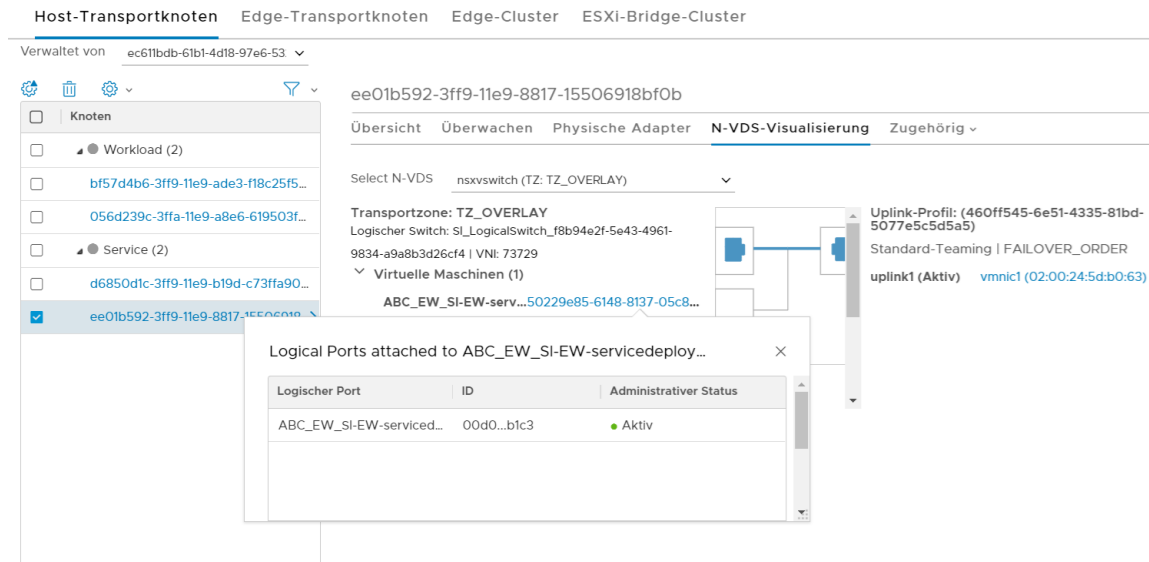 Host-Transportknoten Edge-Transportknoten Edge-Cluster ESXi-Bridge-Cluster
Verwaltet von ec611bdb-61b1-4d18-97e6-53.
Knoten
Workload (2)
bf57d4b6-3ff9-11e9-ade3-f18c25f5...
056d239c-3ffa-11e9-a8e6-619503f...
Service (2)
d6850d1c-3ff9-11e9-b19d-c73ffa90...
ee01b592-3ff9-11e9-8817-15506918
ee01b592-3ff9-11e9-8817-15506918bf0b
Übersicht Überwachen Physische Adapter N-VDS-Visualisierung Zugehörig
Select N-VDS nsxvswitch (TZ: TZ_OVERLAY)
Transportzone: TZ_OVERLAY
Logischer Switch: SI_LogicalSwitch_f8b94e2f-5e43-4961-
9834-a9a8b3d26cf4 | VNI: 73729
Virtuelle Maschinen (1)
ABC_EW_SI-EW-serv...50229e85-6148-8137-05c8...
Uplink-Profil: (460ff545-6e51-4335-81bd-
5077e5c5d5a5)
Standard-Teaming | FAILOVER_ORDER
uplink1 (Aktiv) vmnic1 (02:00:24:5d:b0:63)
Logical Ports attached to ABC_EW_SI-EW-servicedeploy...
Logischer Port ID Administrativer Status
ABC_EW_SI-EW-serviced... 00d0...b1c3 Aktiv